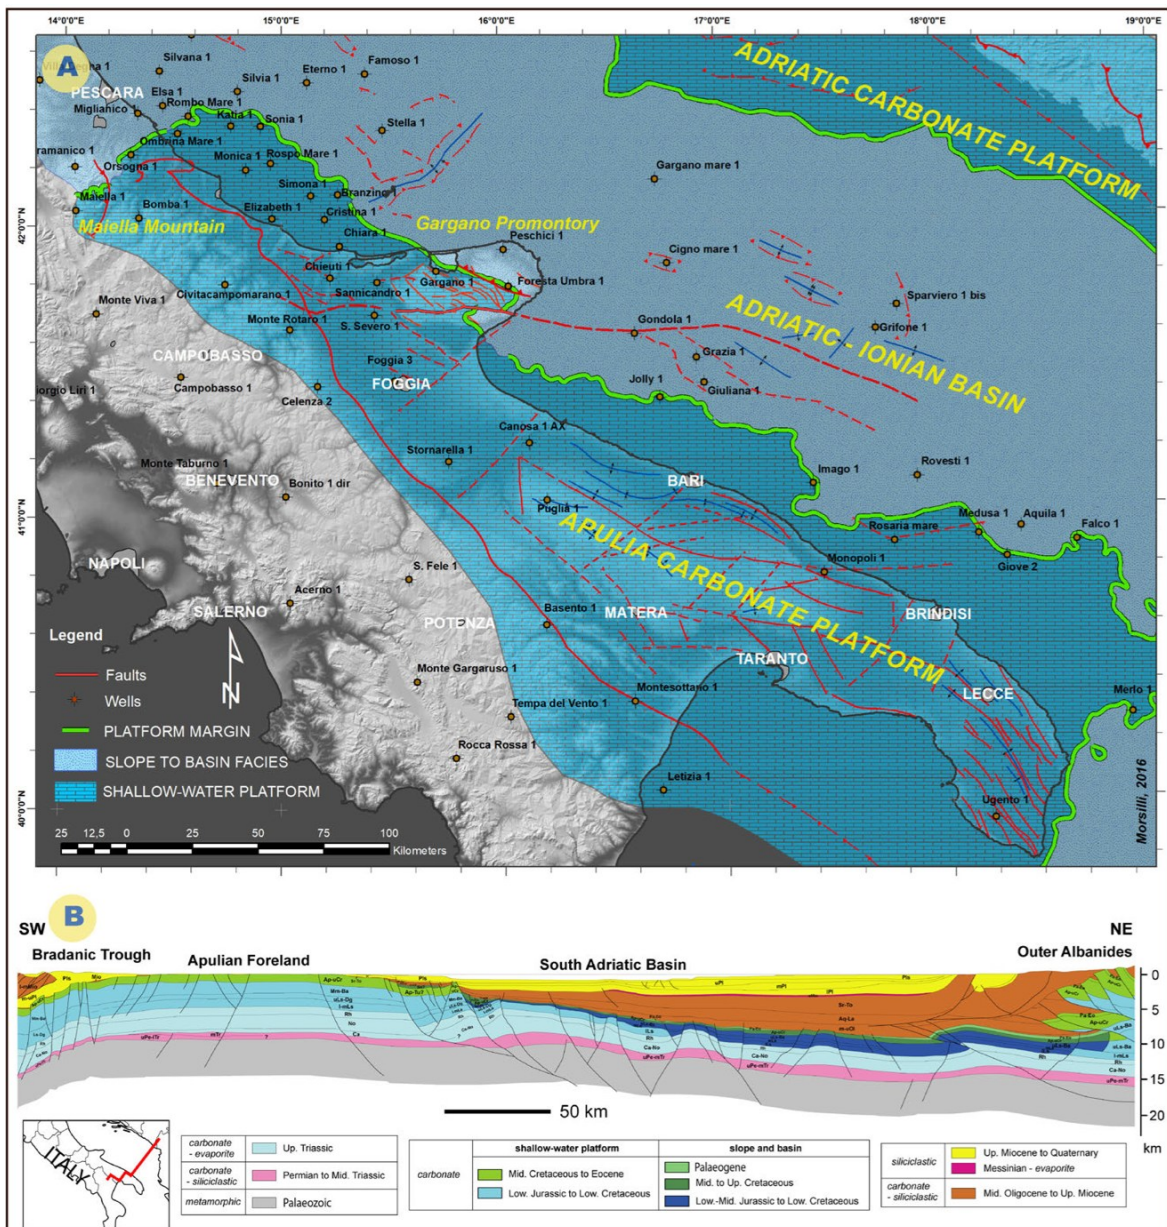 14°0'0"E 15°0'0"E 16°0'0"E 17°0'0"E 18°0'0"E 19°0'0"E
A
Silvana 1
Eterno 1
Famoso 1
Silvia 1
PESCARA
Elsa 1
Rombo Mare 1
Miglianico 1
Katia 1
Sonia 1
Stella 1
Ombrina Mare 1
ramanico 1
Orsogna 1
Monica 1
Rospo Mare 1
Simona 1
Branzino 1
Maiella 1
Bomba 1
Elizabeth 1
Cristina 1
Maiella Mountain
Chiara 1
Gargano Promontory
Peschici 1
Gargano mare 1
ADRIATIC CARBONATE PLATFORM
42°0'0"N
Chieuti 1
Gargano 1
Foresta Umbra 1
Cigno mare 1
Civitacampomarano 1
Sannicandro 1
Monte Viva 1
Monte Rotaro 1
S. Severo 1
Gondola 1
Sparviero 1 bis
Grifone 1
ADRIATIC - IONIAN BASIN
CAMPOBASSO
Campobasso 1
Foggia 3
FOGGIA
Grazia 1
Giuliana 1
Jolly 1
iorgio Liri 1
Celenza 2
Canosa 1 AX
Stornarella 1
Monte Taburno 1
BENEVENTO
Bonito 1 dir
BARI
Puglia 1
Imago 1
Rovesti 1
41°0'0"N
Rosaria mare
Medusa 1
Aquila 1
Falco 1
Giove 2
APULIA CARBONATE PLATFORM
NAPOLI
S. Fele 1
Monopoli 1
SALERNO
Acerno 1
POTENZA
Basento 1
MATERA
BRINDISI
TARANTO
Monte Gargaruso 1
Montesottano 1
LECCE
Merlo 1
Tempa del Vento 1
Rocca Rossa 1
Letizia 1
Ugento 1
40°0'0"N
Legend
Faults
Wells
N
PLATFORM MARGIN
SLOPE TO BASIN FACIES
SHALLOW-WATER PLATFORM
25 12,5 0 25 50 75 100
Kilometers
Morsilli, 2016
B
SW NE
Bradanic Trough Apulian Foreland South Adriatic Basin Outer Albanides
0
5
10
15
20
km
50 km
ITALY
carbonate - evaporite
Up. Triassic
carbonate - siliciclastic
Permian to Mid. Triassic
metamorphic
Palaeozoic
shallow-water platform
slope and basin
carbonate
Mid. Cretaceous to Eocene
Low. Jurassic to Low. Cretaceous
Palaeogene
Mid. to Up. Cretaceous
Low.-Mid. Jurassic to Low. Cretaceous
siliciclastic
Up. Miocene to Quaternary
Messinian - evaporite
carbonate - siliciclastic
Mid. Oligocene to Up. Miocene